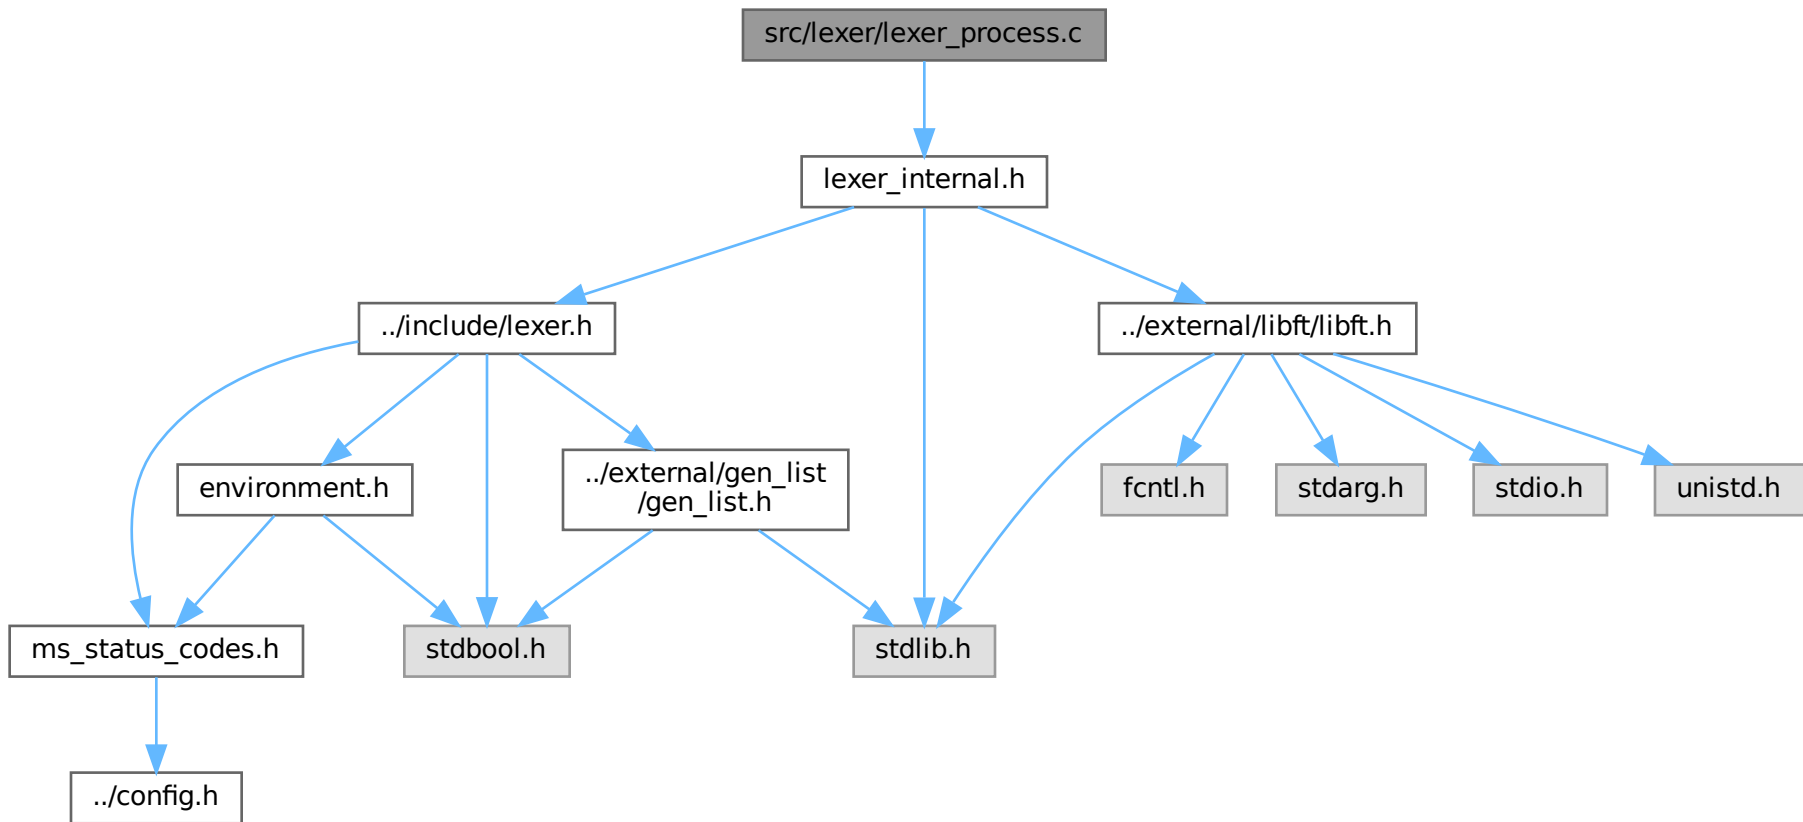 src/lexer/lexer_process.c
lexer_internal.h
../include/lexer.h
../external/libft/libft.h
environment.h
../external/gen_list
/gen_list.h
fcntl.h
stdarg.h
stdio.h
unistd.h
ms_status_codes.h
stdbool.h
stdlib.h
../config.h